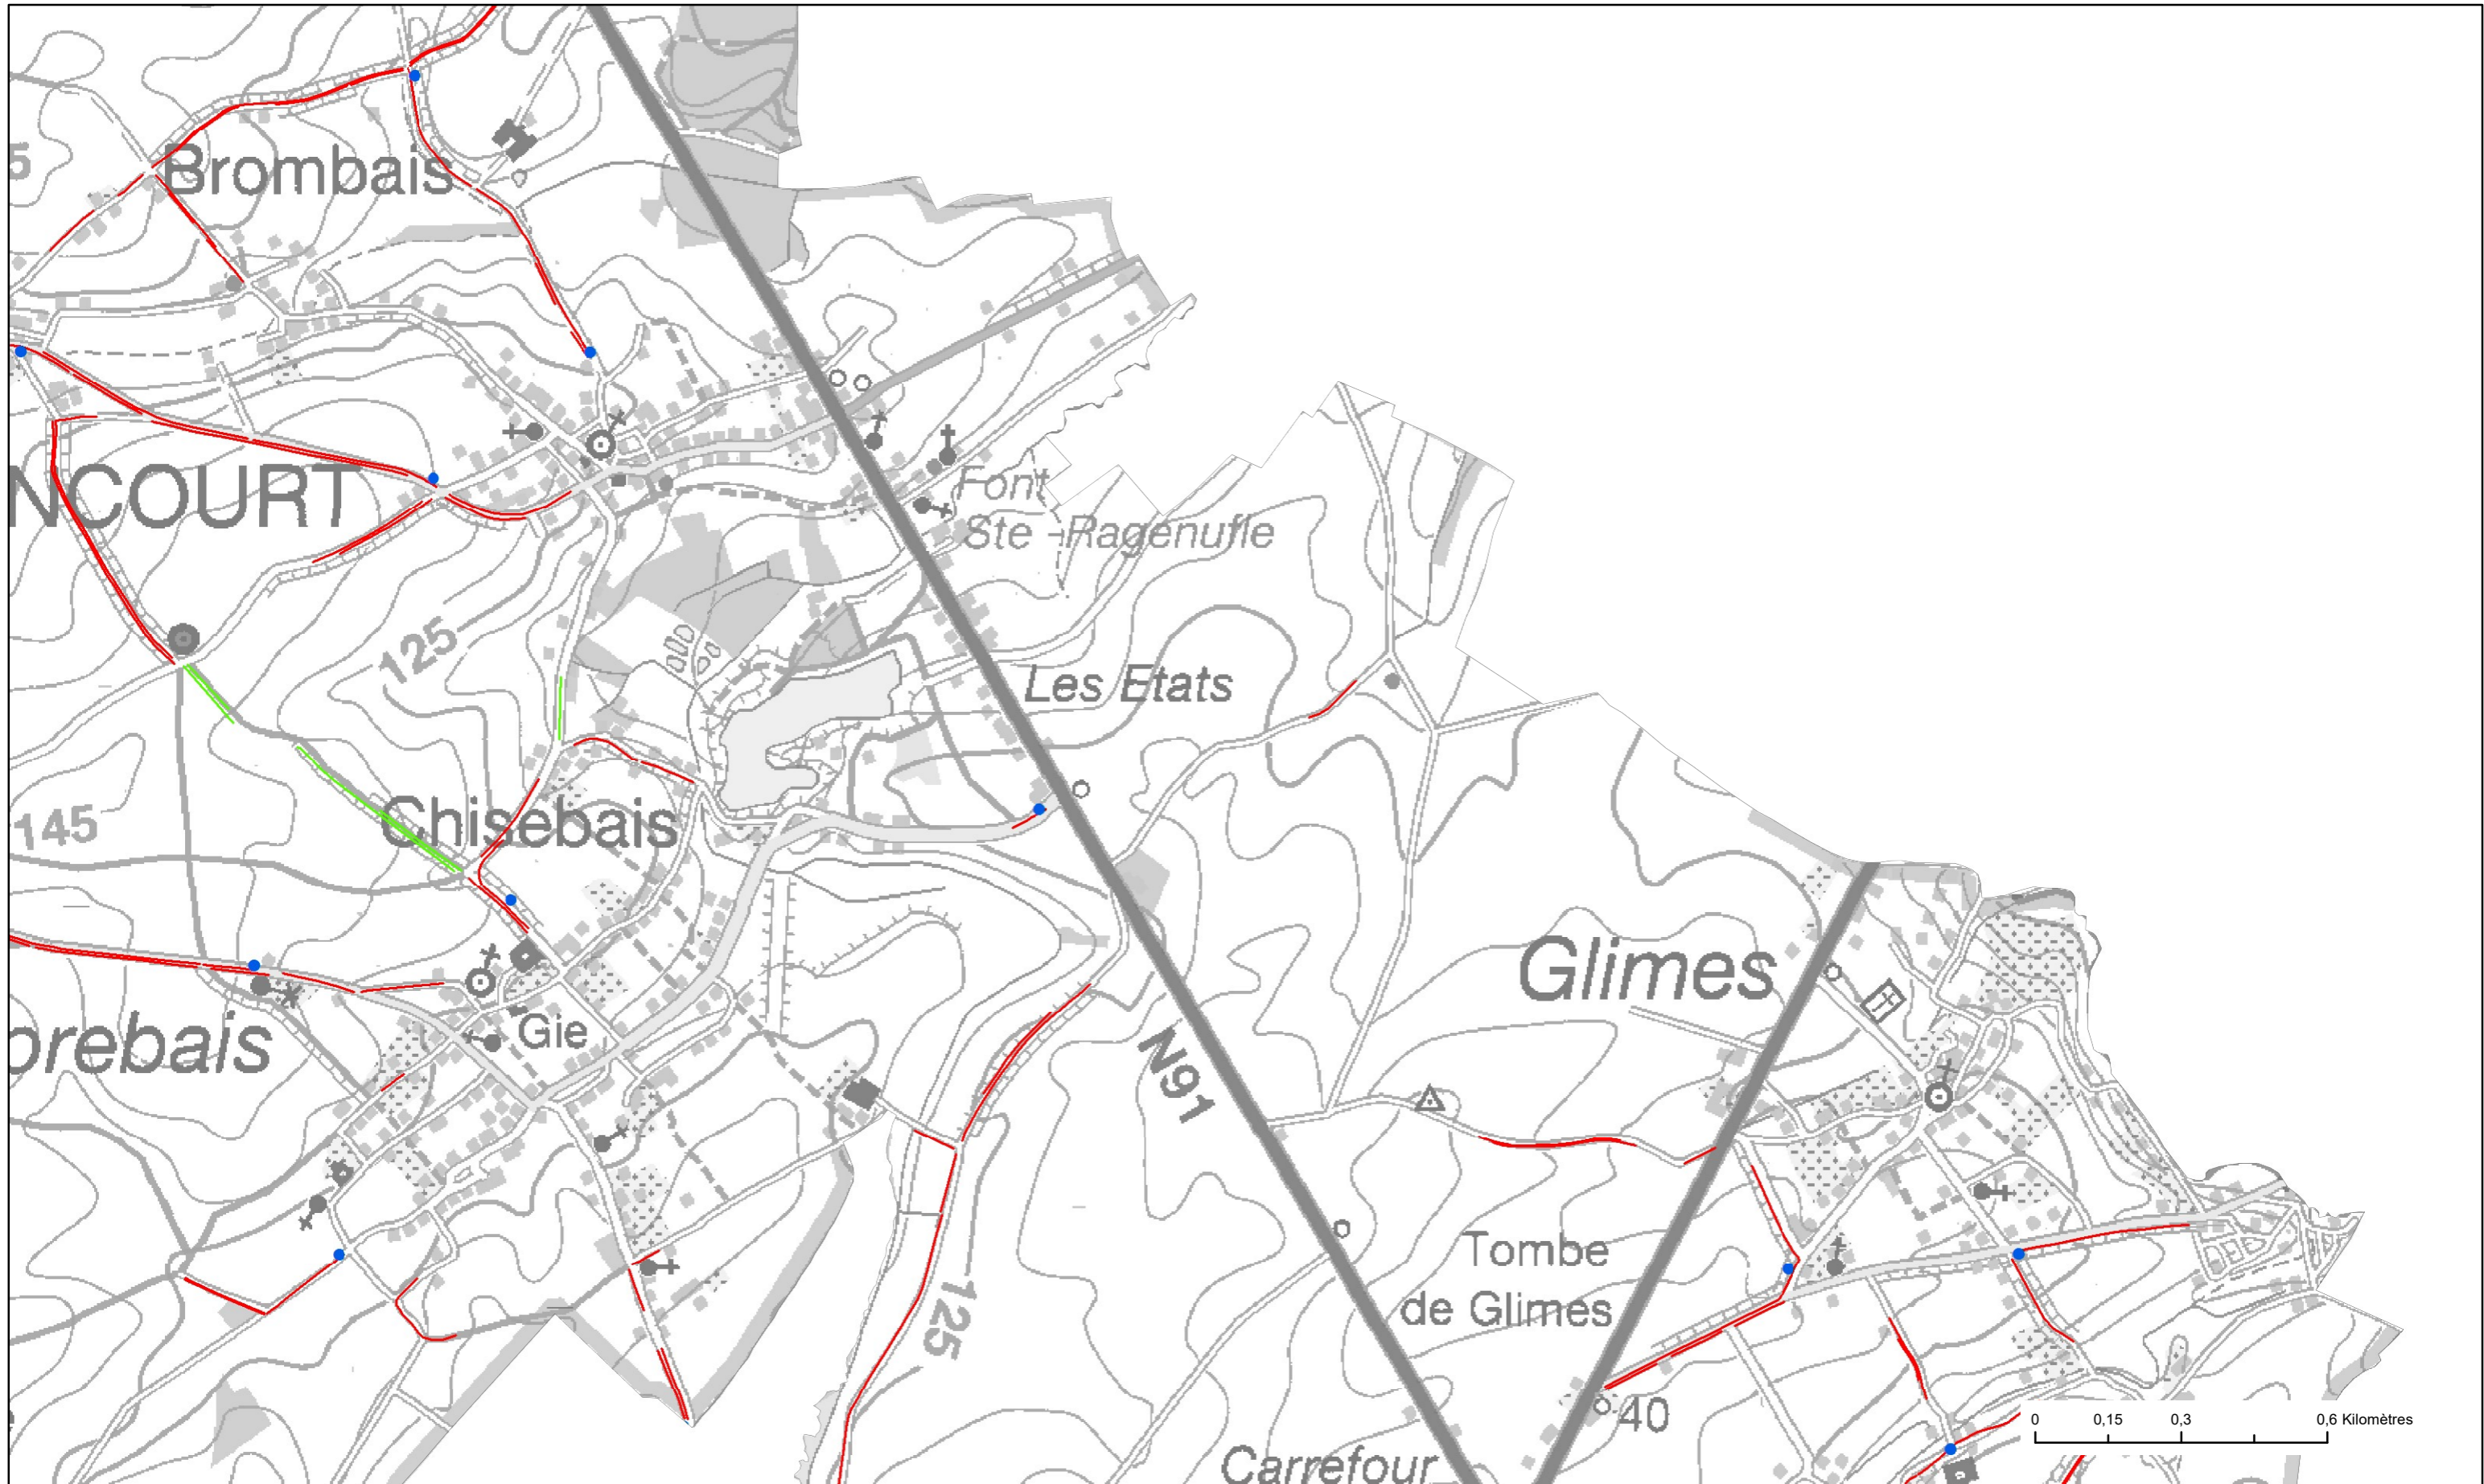 5
Brombais
NCOURT
Font
Ste-Ragenufle
125
Les Etats
145
Chisebais
Glimes
Gie
orebais
N91
Tombe
de Glimes
125
40
Carrefour
0 0,15 0,3 0,6 Kilomètres